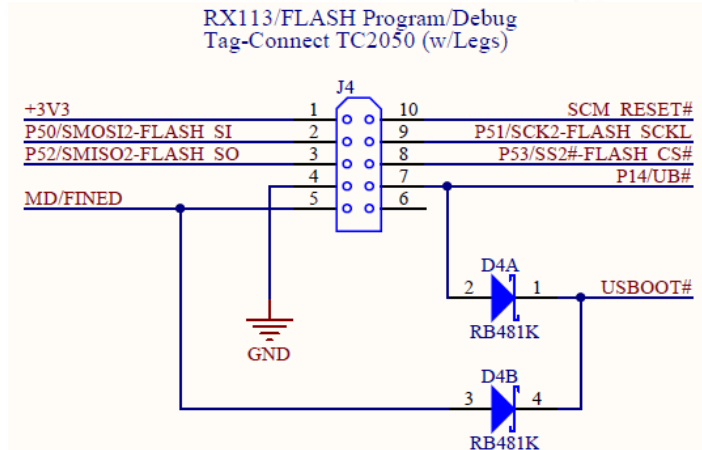 RX113/FLASH Program/Debug
Tag-Connect TC2050 (w/Legs)
J4
+3V3 1 10 SCM_RESET#
P50/SMOSI2-FLASH_SI 2 9 P51/SCK2-FLASH_SCKL
P52/SMISO2-FLASH_SO 3 8 P53/SS2#-FLASH_CS#
4 7 P14/UB#
MD/FINED 5 6
D4A
2 1 USBOOT#
RB481K
GND
D4B
3 4
RB481K